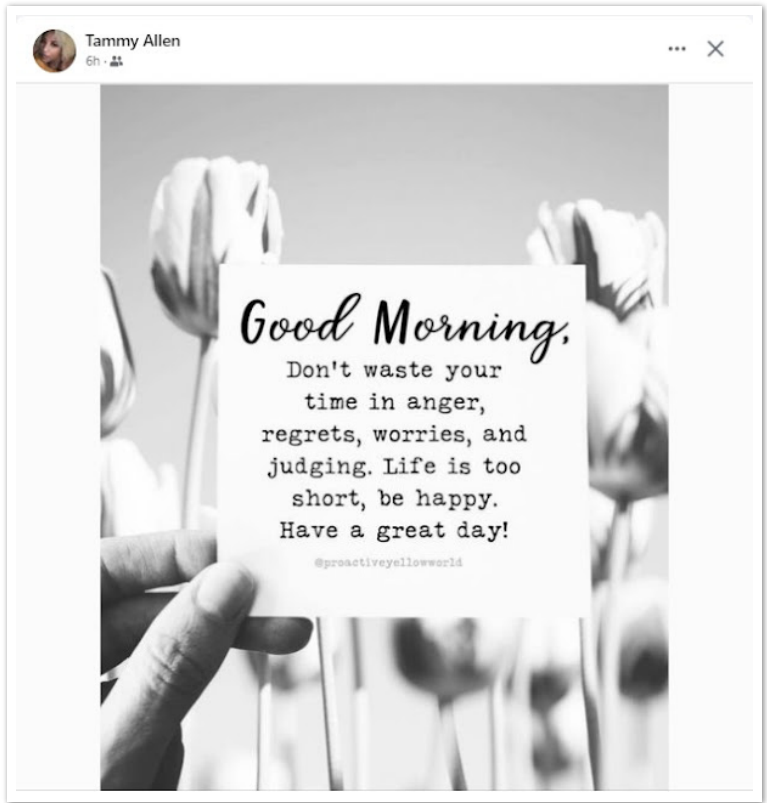 Tammy Allen
6h ·
Good Morning,
Don't waste your
time in anger,
regrets, worries, and
judging. Life is too
short, be happy.
Have a great day!
@proactiveyellowworld